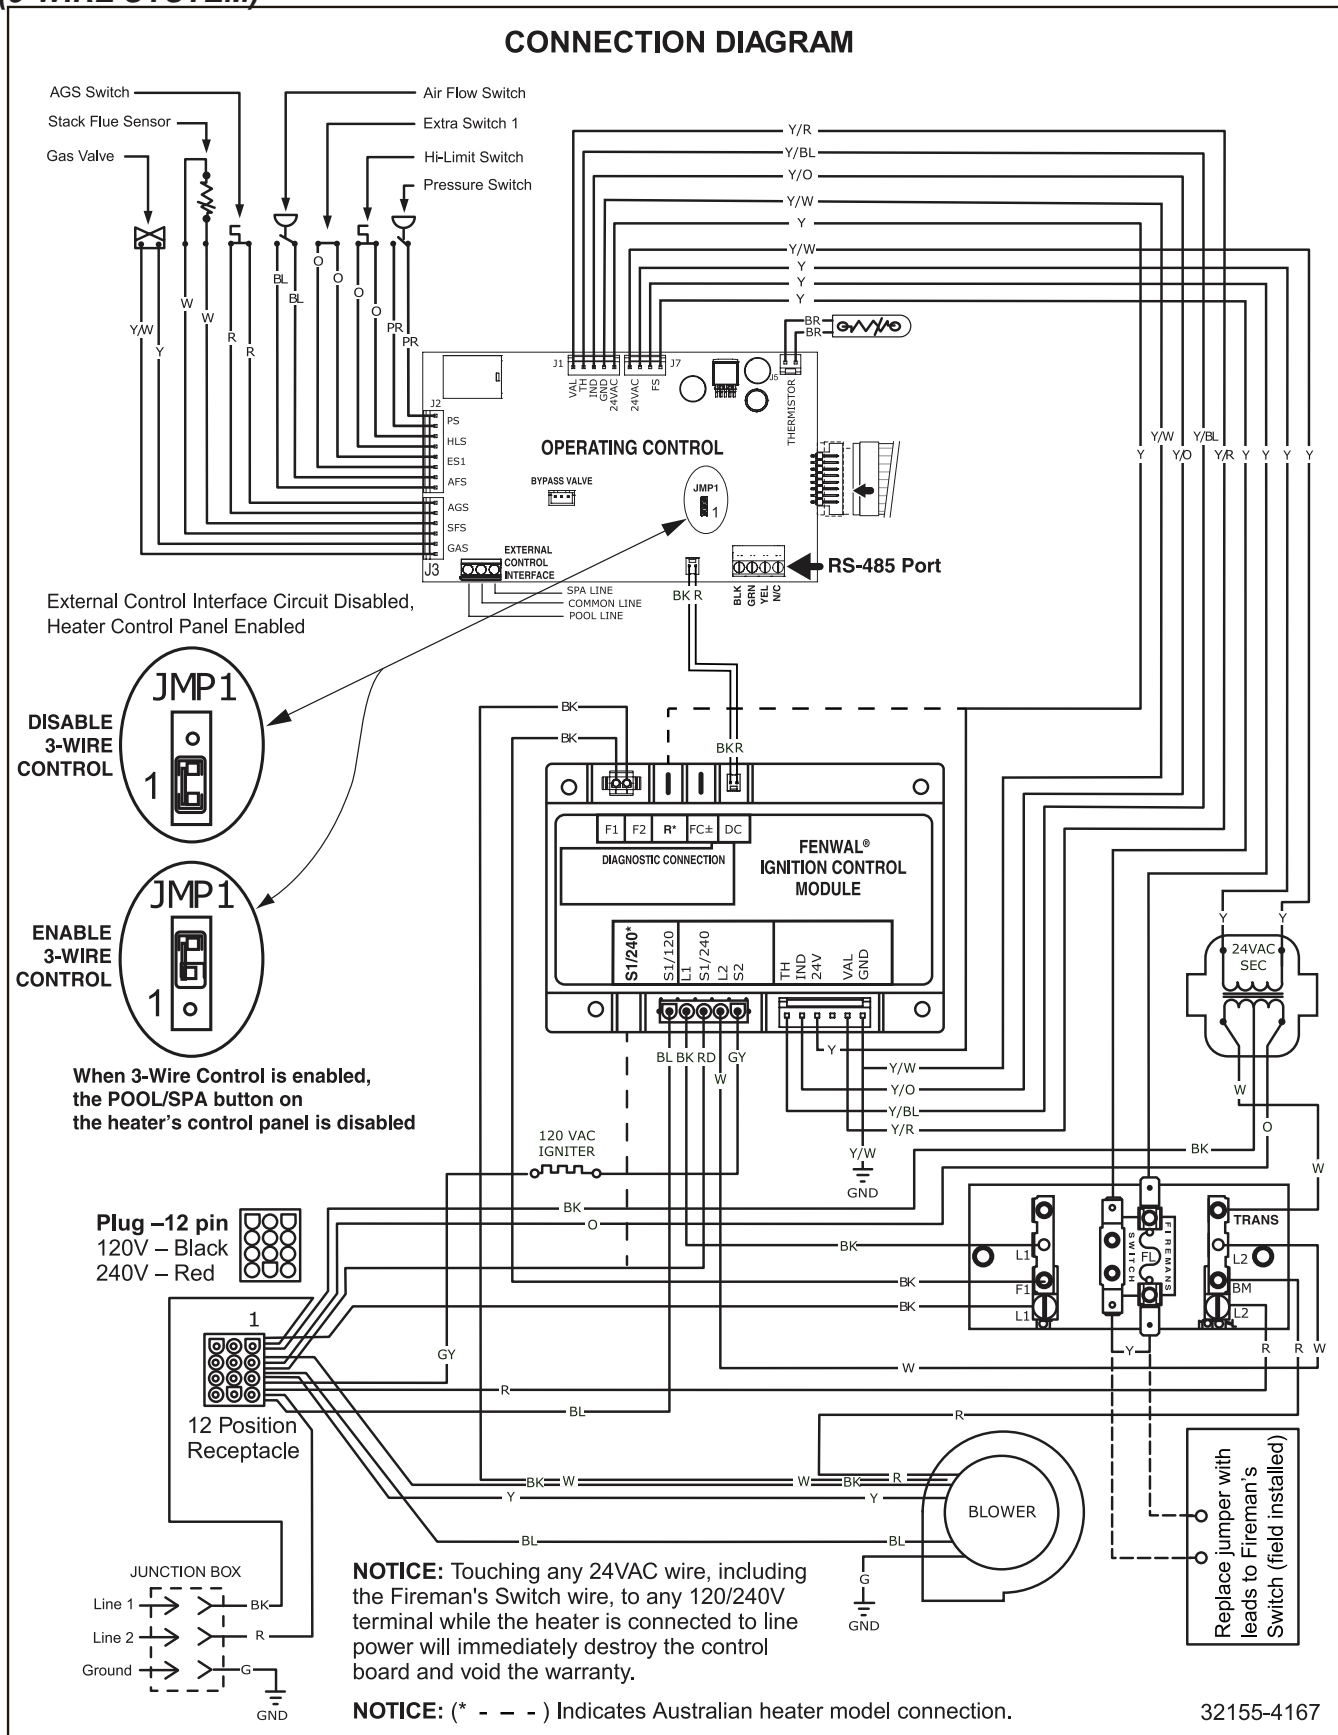 CONNECTION DIAGRAM
AGS Switch
Stack Flue Sensor
Gas Valve
Air Flow Switch
Extra Switch 1
Hi-Limit Switch
Pressure Switch
Y/R
Y/BL
Y/O
Y/W
Y
Y/W
Y
Y
Y
BR
BR
Y/W
Y
W
W
R
R
BL
BL
O
O
O
O
PR
PR
J1
VAL
TH
IND
GND
24VAC
24VAC
FS
J7
J5
THERMISTOR
J2
PS
HLS
ES1
AFS
AGS
SFS
GAS
J3
OPERATING CONTROL
BYPASS VALVE
JMP1
1
EXTERNAL
CONTROL
INTERFACE
SPA LINE
COMMON LINE
POOL LINE
BK R
BLK
GRN
YEL
N/C
RS-485 Port
Y
Y/W
Y/O
Y/BL
Y/R
Y
Y
Y
Y
External Control Interface Circuit Disabled,
Heater Control Panel Enabled
JMP1
1
DISABLE
3-WIRE
CONTROL
JMP1
1
ENABLE
3-WIRE
CONTROL
When 3-Wire Control is enabled,
the POOL/SPA button on
the heater's control panel is disabled
BK
BK
BKR
F1
F2
R*
FC±
DC
DIAGNOSTIC CONNECTION
FENWAL®
IGNITION CONTROL
MODULE
S1/240*
S1/120
L1
S1/240
L2
S2
TH
IND
24V
VAL
GND
BL BK RD GY
W
Y
Y/W
Y/O
Y/BL
Y/R
Y/W
GND
Y
Y
24VAC
SEC
W
O
BK
W
120 VAC
IGNITER
Plug –12 pin
120V – Black
240V – Red
BK
O
BK
BK
BK
L1
F1
L1
SWITCH
FL
FIREMANS
TRANS
L2
BM
L2
Y
R
R
W
1
12 Position
Receptacle
GY
R
BL
W
R
BK W
W BK R
Y
Y
BL
BL
BLOWER
G
GND
Replace jumper with
leads to Fireman's
Switch (field installed)
JUNCTION BOX
Line 1
BK
Line 2
R
Ground
G
GND
NOTICE: Touching any 24VAC wire, including
the Fireman's Switch wire, to any 120/240V
terminal while the heater is connected to line
power will immediately destroy the control
board and void the warranty.
NOTICE: (* - - - ) Indicates Australian heater model connection.
32155-4167